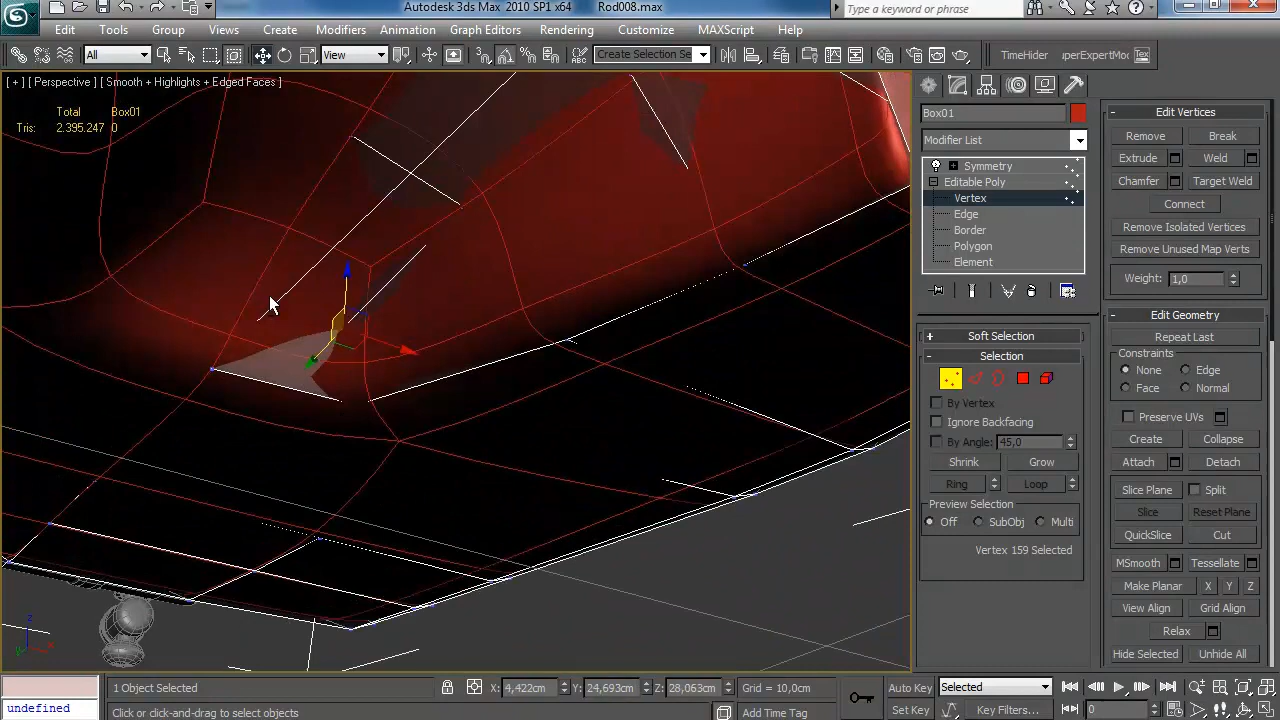 Autodesk 3ds Max 2010 SP1 x64 Rod008.max
Type a keyword or phrase
File Edit Tools Group Views Create Modifiers Animation Graph Editors Rendering Customize MAXScript Help
All
View
Create Selection Se
TimeHider
uperExpertMod
Tex
[ + ] [ Perspective ] [ Smooth + Highlights + Edged Faces ]
Total Box01
Tris: 2.395.247 0
Box01
Modifier List
Symmetry
Editable Poly
Vertex
Edge
Border
Polygon
Element
Soft Selection
Selection
By Vertex
Ignore Backfacing
By Angle: 45,0
Shrink Grow
Ring Loop
Preview Selection
Off SubObj Multi
Vertex 159 Selected
Edit Vertices
Remove Break
Extrude Weld
Chamfer Target Weld
Connect
Remove Isolated Vertices
Remove Unused Map Verts
Weight: 1,0
Edit Geometry
Repeat Last
Constraints
None Edge
Face Normal
Preserve UVs
Create Collapse
Attach Detach
Slice Plane Split
Slice Reset Plane
QuickSlice Cut
MSmooth Tessellate
Make Planar X Y Z
View Align Grid Align
Relax
Hide Selected Unhide All
undefined
1 Object Selected
X: 4,422cm Y: 24,693cm Z: 28,063cm Grid = 10,0cm
Click or click-and-drag to select objects
Add Time Tag
Auto Key Selected
Set Key Key Filters...
0